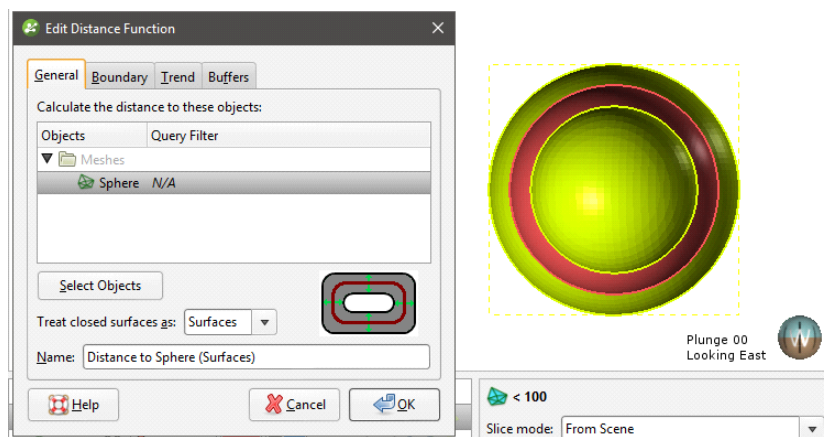 Edit Distance Function
General Boundary Trend Buffers
Calculate the distance to these objects:
Objects Query Filter
Meshes
Sphere N/A
Select Objects
Treat closed surfaces as: Surfaces
Name: Distance to Sphere (Surfaces)
Help Cancel OK
Plunge 00
Looking East
W
< 100
Slice mode: From Scene